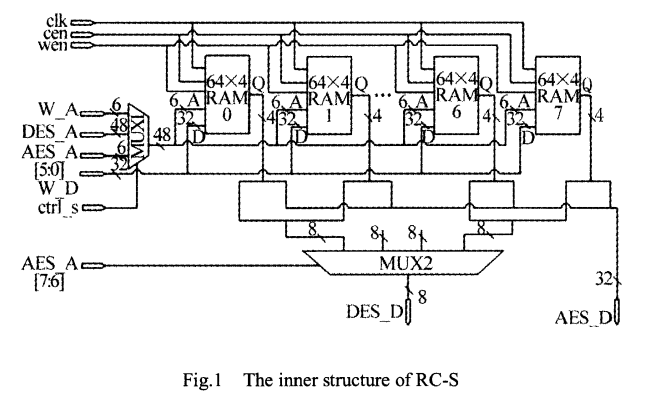 clk
cen
wen
64×4 RAM 0
Q
64×4 RAM 1
Q
...
64×4 RAM 6
Q
64×4 RAM 7
Q
6 A
32 D
4
6 A
32 D
4
6 A
32 D
4
6 A
32 D
4
W_A
6
DES_A
48
AES_A
[5:0]
6
W_D
32
ctrl_s
MUX1
48
8
8
8
8
AES_A
[7:6]
MUX2
8
DES_D
32
AES_D
Fig.1 The inner structure of RC-S